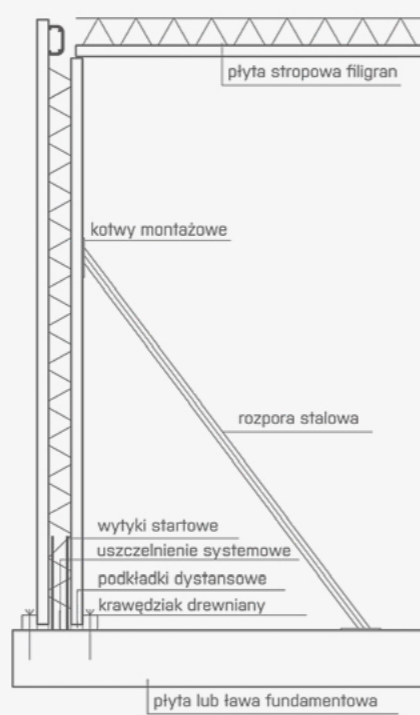 płyta stropowa filigran
kotwy montażowe
rozpora stalowa
wytyki startowe
uszczelnienie systemowe
podkładki dystansowe
krawędziak drewniany
płyta lub ława fundamentowa